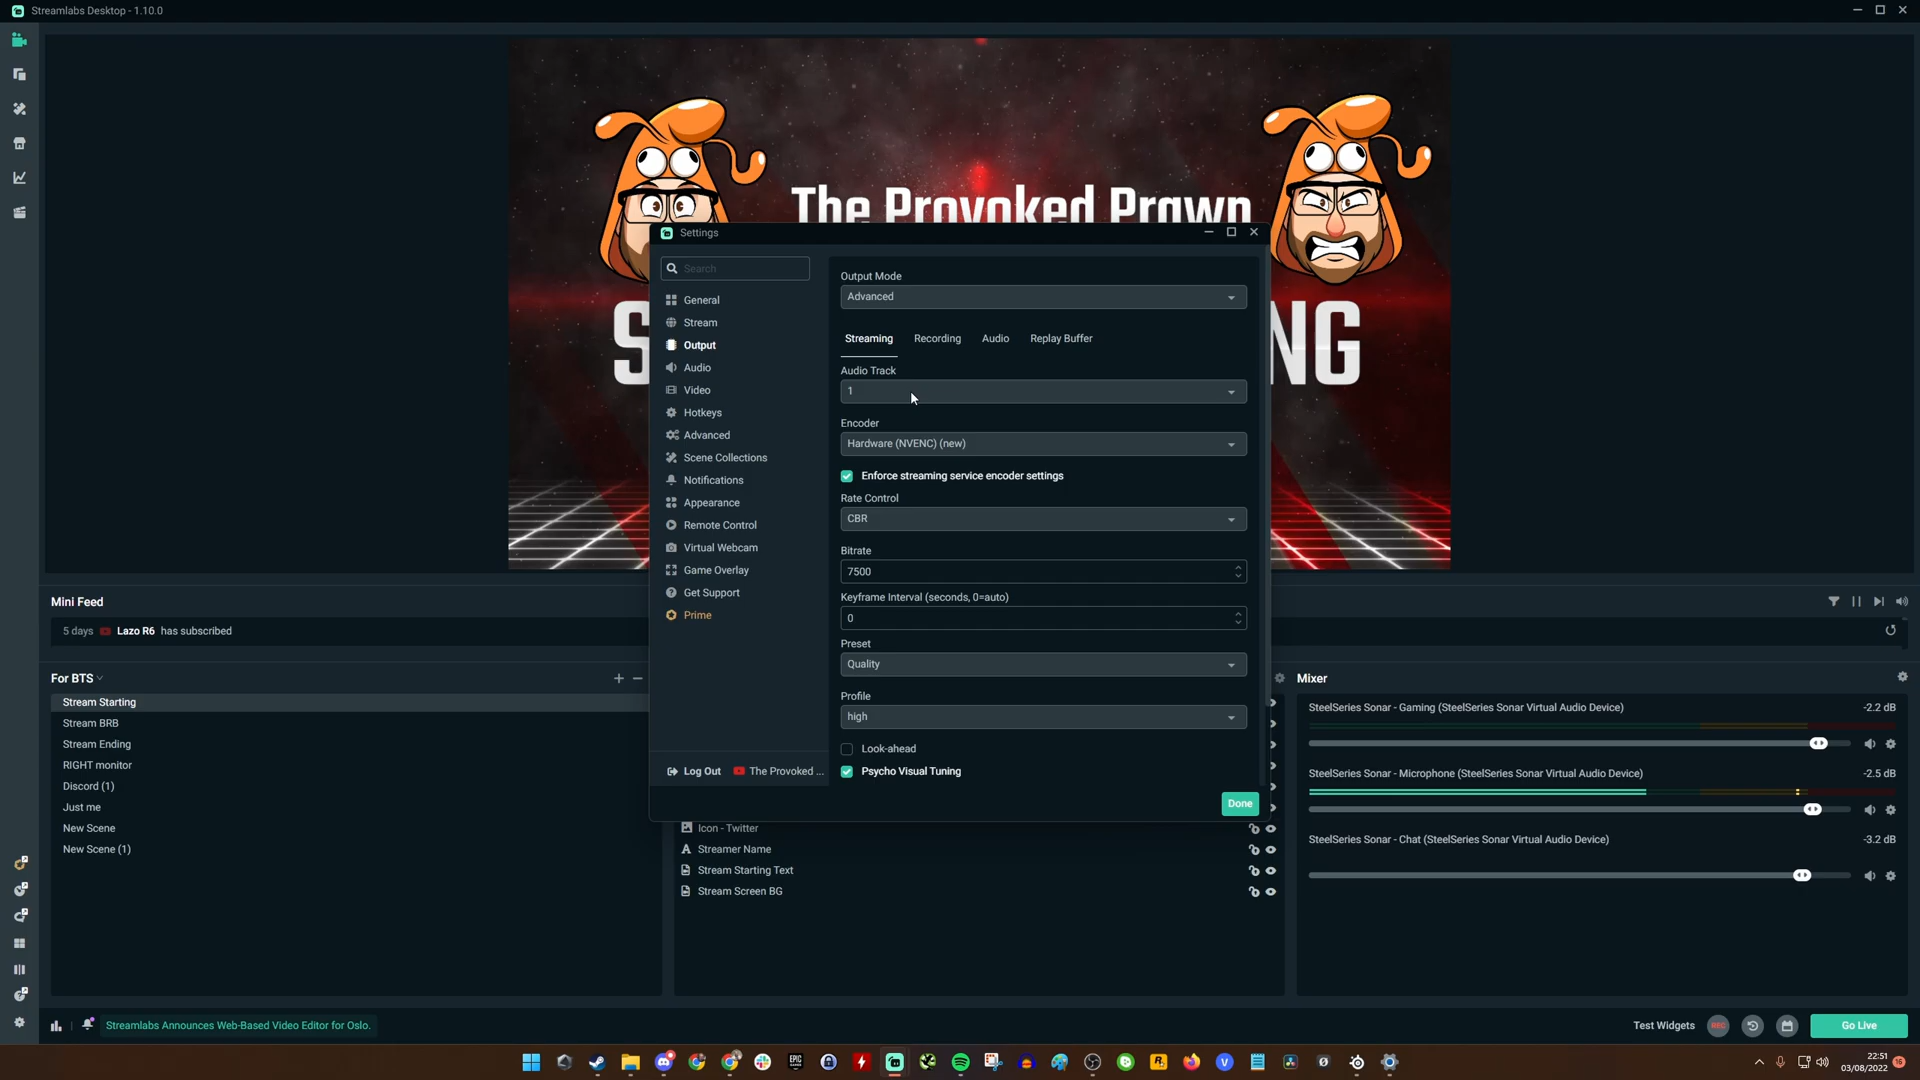 Streamlabs Desktop - 1.10.0
The Provoked Prawn
S
NG
Settings
Search
General
Stream
Output
Audio
Video
Hotkeys
Advanced
Scene Collections
Notifications
Appearance
Remote Control
Virtual Webcam
Game Overlay
Get Support
Prime
Log Out
The Provoked ...
Output Mode
Advanced
Streaming
Recording
Audio
Replay Buffer
Audio Track
1
Encoder
Hardware (NVENC) (new)
Enforce streaming service encoder settings
Rate Control
CBR
Bitrate
7500
Keyframe Interval (seconds, 0=auto)
0
Preset
Quality
Profile
high
Look-ahead
Psycho Visual Tuning
Done
Mini Feed
5 days Lazo R6 has subscribed
For BTS
Stream Starting
Stream BRB
Stream Ending
RIGHT monitor
Discord (1)
Just me
New Scene
New Scene (1)
Icon - Twitter
Streamer Name
Stream Starting Text
Stream Screen BG
Mixer
SteelSeries Sonar - Gaming (SteelSeries Sonar Virtual Audio Device) -2.2 dB
SteelSeries Sonar - Microphone (SteelSeries Sonar Virtual Audio Device) -2.5 dB
SteelSeries Sonar - Chat (SteelSeries Sonar Virtual Audio Device) -3.2 dB
Streamlabs Announces Web-Based Video Editor for Oslo.
Test Widgets
REC
Go Live
EPIC
22:51
03/08/2022
16